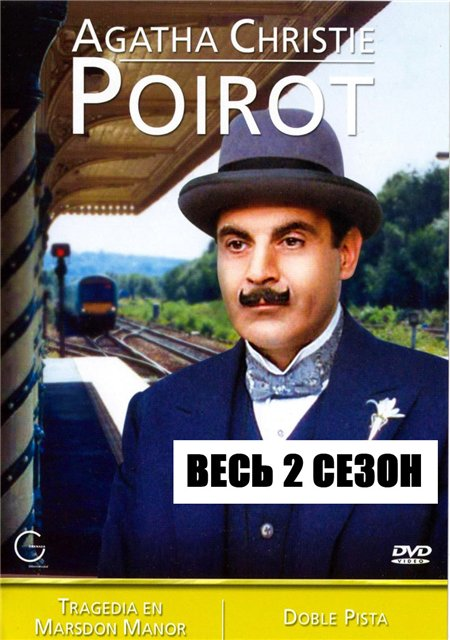 AGATHA CHRISTIE
POIROT
ВЕСЬ 2 СЕЗОН
DVD
VIDEO
TRAGEDIA EN
MARSDON MANOR
DOBLE PISTA